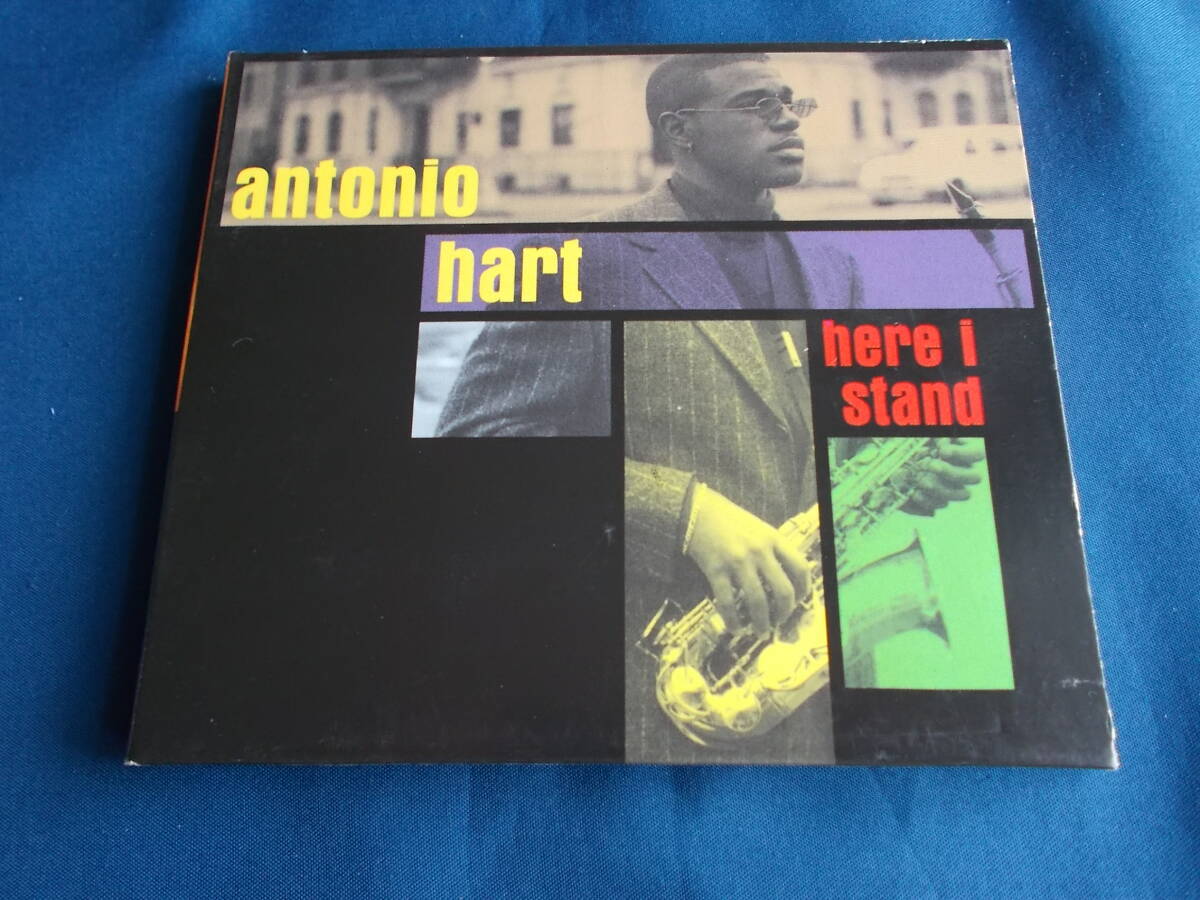 antonio
hart
here i
stand